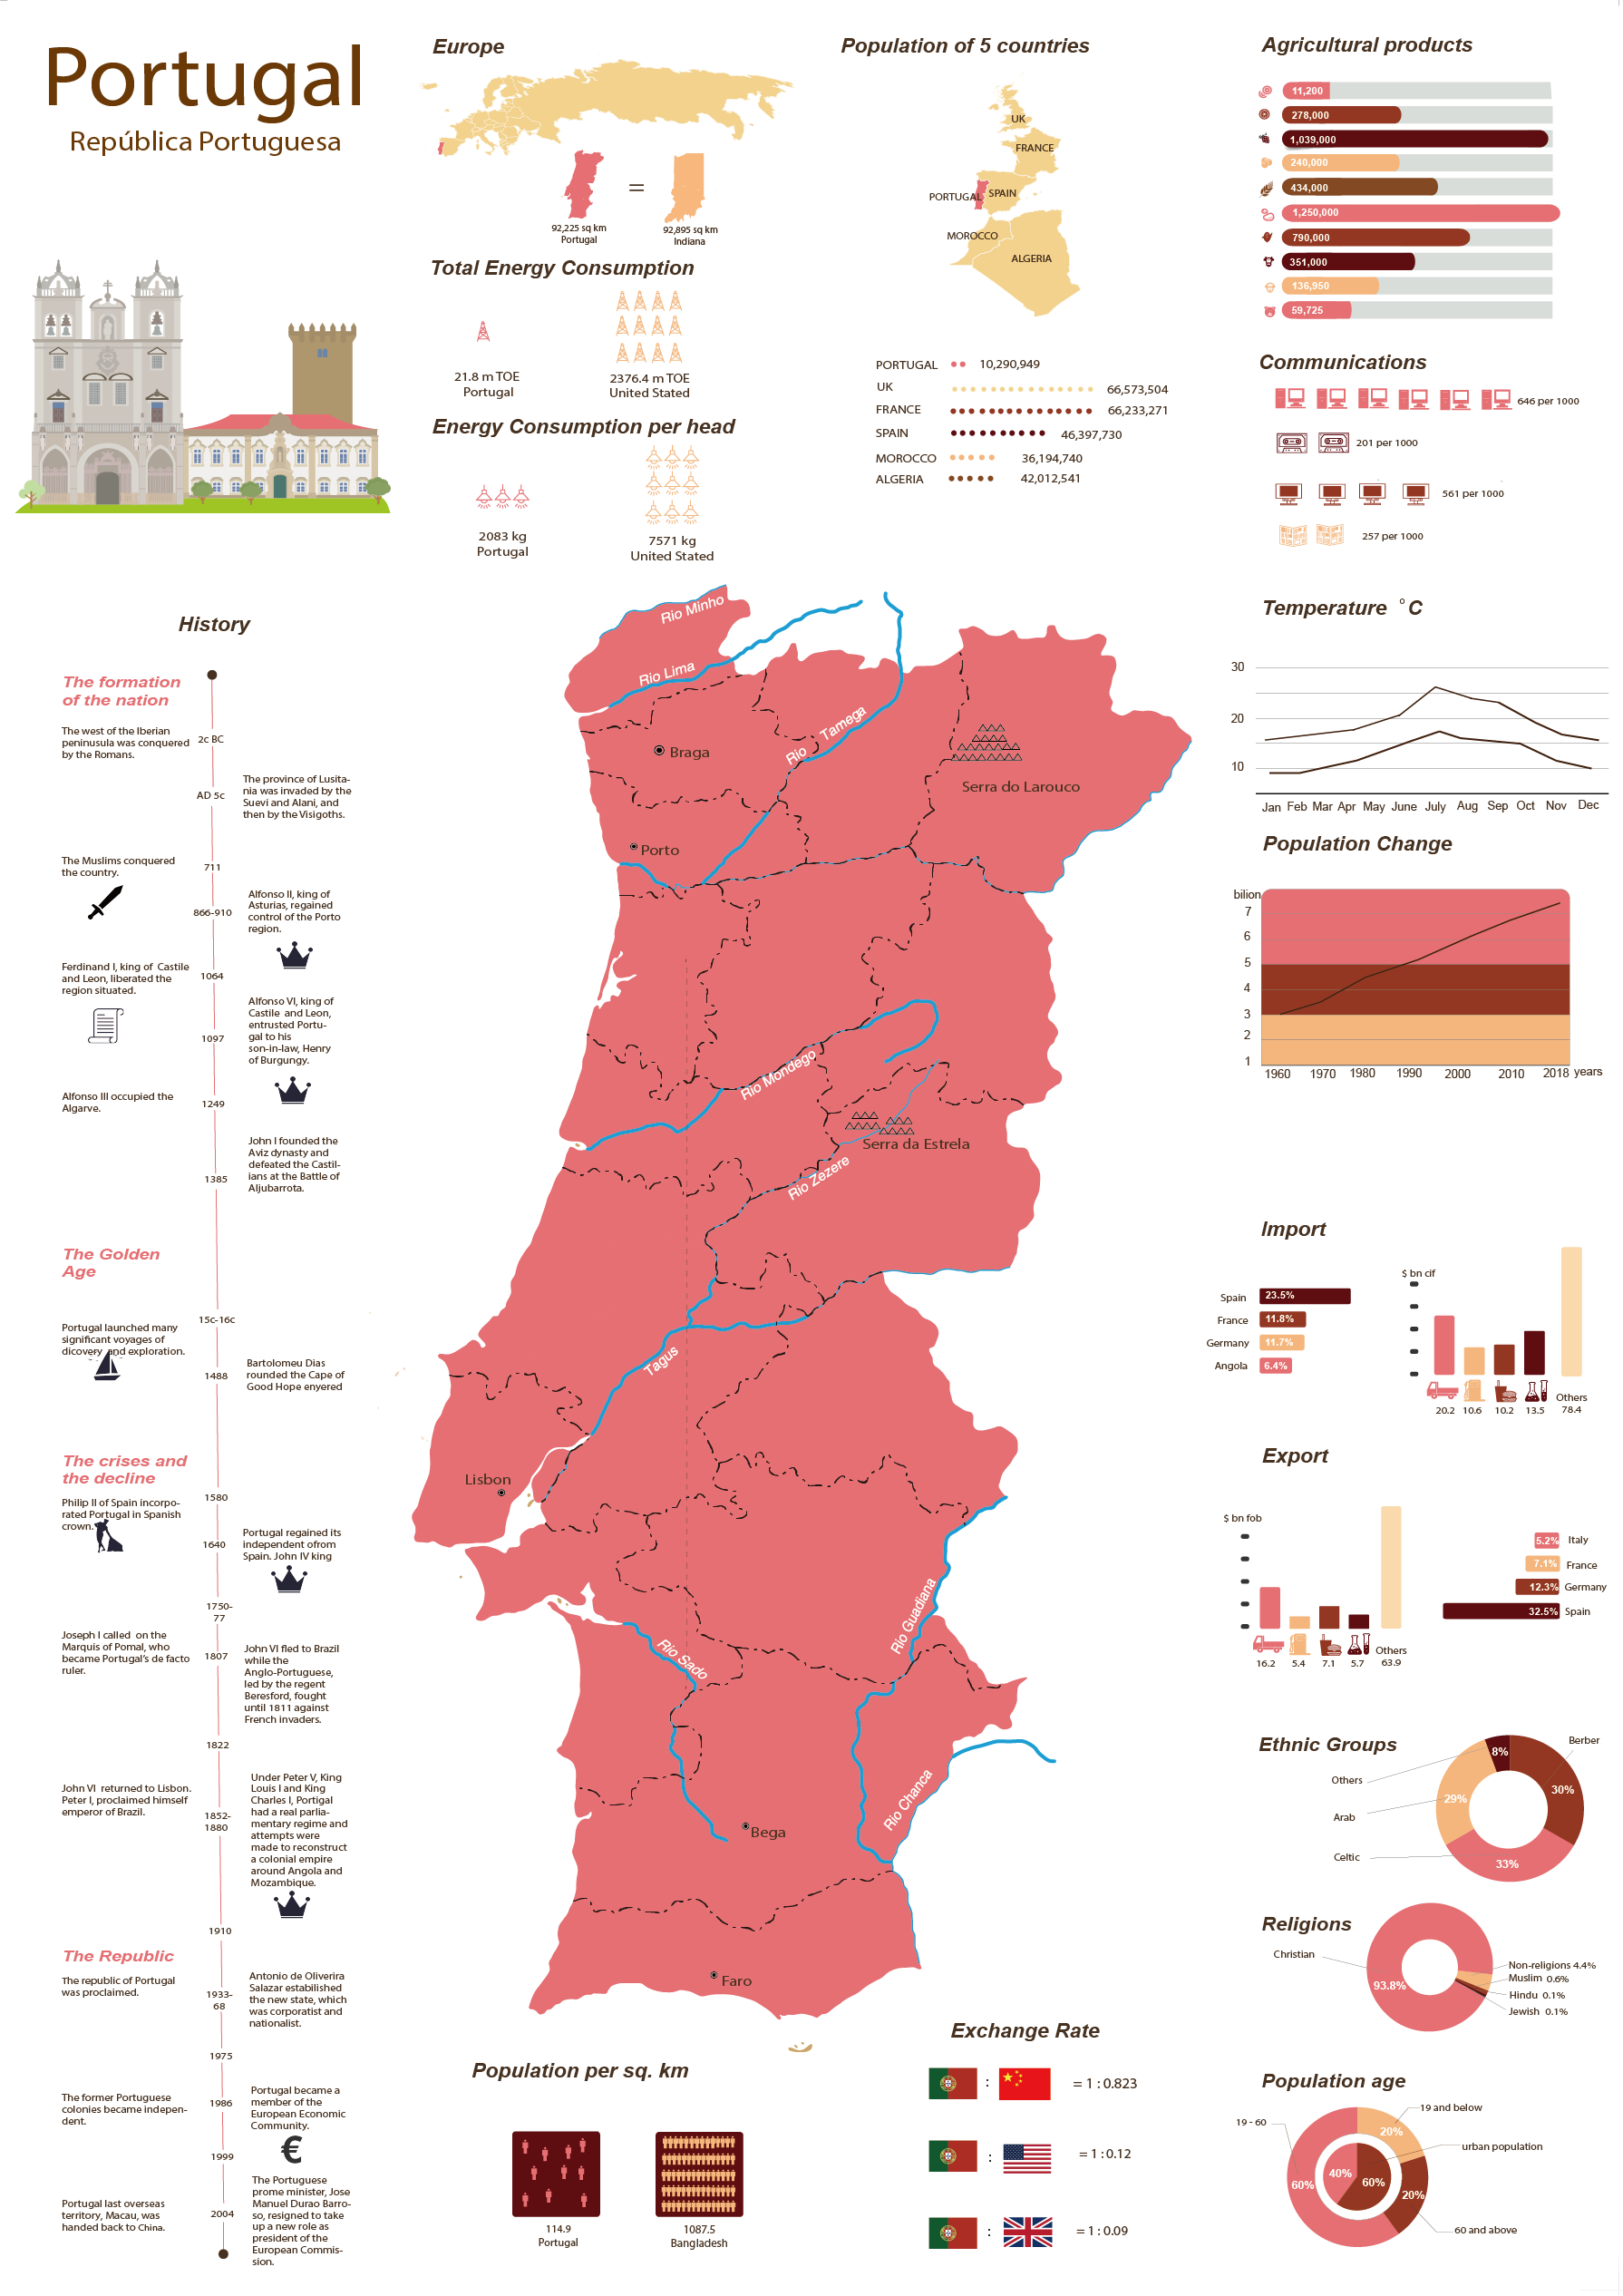 Portugal
República Portuguesa
Europe
92,225 sq km
Portugal
=
92,895 sq km
Indiana
Total Energy Consumption
21.8 m TOE
Portugal
2376.4 m TOE
United Stated
Energy Consumption per head
2083 kg
Portugal
7571 kg
United Stated
Population of 5 countries
UK
FRANCE
PORTUGAL
SPAIN
MOROCCO
ALGERIA
PORTUGAL 10,290,949
UK 66,573,504
FRANCE 66,233,271
SPAIN 46,397,730
MOROCCO 36,194,740
ALGERIA 42,012,541
Agricultural products
11,200
278,000
1,039,000
240,000
434,000
1,250,000
790,000
351,000
136,950
59,725
Communications
646 per 1000
201 per 1000
561 per 1000
257 per 1000
History
The formation
of the nation
The west of the Iberian
peninusula was conquered
by the Romans.
2c BC
AD 5c
The province of Lusita-
nia was invaded by the
Suevi and Alani, and
then by the Visigoths.
The Muslims conquered
the country.
711
866-910
Alfonso II, king of
Asturias, regained
control of the Porto
region.
Ferdinand I, king of Castile
and Leon, liberated the
region situated.
1064
1097
Alfonso VI, king of
Castile and Leon,
entrusted Portu-
gal to his
son-in-law, Henry
of Burgungy.
Alfonso III occupied the
Algarve.
1249
1385
John I founded the
Aviz dynasty and
defeated the Castil-
ians at the Battle of
Aljubarrota.
The Golden
Age
15c-16c
Portugal launched many
significant voyages of
dicovery and exploration.
1488
Bartolomeu Dias
rounded the Cape of
Good Hope enyered
The crises and
the decline
Philip II of Spain incorpo-
rated Portugal in Spanish
crown.
1580
1640
Portugal regained its
independent ofrom
Spain. John IV king
1750-
77
Joseph I called on the
Marquis of Pomal, who
became Portugal's de facto
ruler.
1807
John VI fled to Brazil
while the
Anglo-Portuguese,
led by the regent
Beresford, fought
until 1811 against
French invaders.
1822
John VI returned to Lisbon.
Peter I, proclaimed himself
emperor of Brazil.
1852-
1880
Under Peter V, King
Louis I and King
Charles I, Portigal
had a real parlia-
mentary regime and
attempts were
made to reconstruct
a colonial empire
around Angola and
Mozambique.
1910
The Republic
The republic of Portugal
was proclaimed.
1933-
68
Antonio de Oliverira
Salazar estabilished
the new state, which
was corporatist and
nationalist.
1975
The former Portuguese
colonies became indepen-
dent.
1986
Portugal became a
member of the
European Economic
Community.
€
1999
Portugal last overseas
territory, Macau, was
handed back to China.
2004
The Portuguese
prome minister, Jose
Manuel Durao Barro-
so, resigned to take
up a new role as
president of the
European Commis-
sion.
Rio Minho
Rio Lima
Rio Tamega
Braga
Serra do Larouco
Porto
Rio Mondego
Serra da Estrela
Rio Zezere
Tagus
Lisbon
Rio Guadiana
Rio Sado
Rio Chanca
Bega
Faro
Temperature °C
30
20
10
Jan Feb Mar Apr May June July Aug Sep Oct Nov Dec
Population Change
bilion
7
6
5
4
3
2
1
1960 1970 1980 1990 2000 2010 2018 years
Import
Spain 23.5%
France 11.8%
Germany 11.7%
Angola 6.4%
$ bn cif
Others
20.2 10.6 10.2 13.5 78.4
Export
$ bn fob
Others
16.2 5.4 7.1 5.7 63.9
5.2% Italy
7.1% France
12.3% Germany
32.5% Spain
Ethnic Groups
Berber
Others
Arab
Celtic
8%
30%
29%
33%
Religions
Christian
93.8%
Non-religions 4.4%
Muslim 0.6%
Hindu 0.1%
Jewish 0.1%
Population age
19 - 60
19 and below
urban population
60 and above
20%
40%
60%
60%
20%
Population per sq. km
114.9
Portugal
1087.5
Bangladesh
Exchange Rate
: = 1 : 0.823
: = 1 : 0.12
: = 1 : 0.09